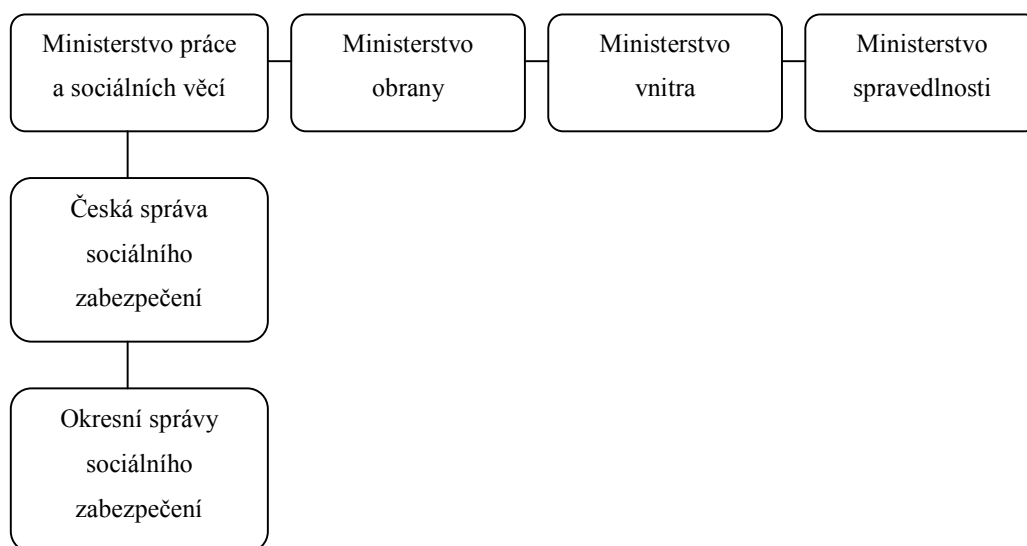 Ministerstvo práce
a sociálních věcí
Ministerstvo
obrany
Ministerstvo
vnitra
Ministerstvo
spravedlnosti
Česká správa
sociálního
zabezpečení
Okresní správy
sociálního
zabezpečení